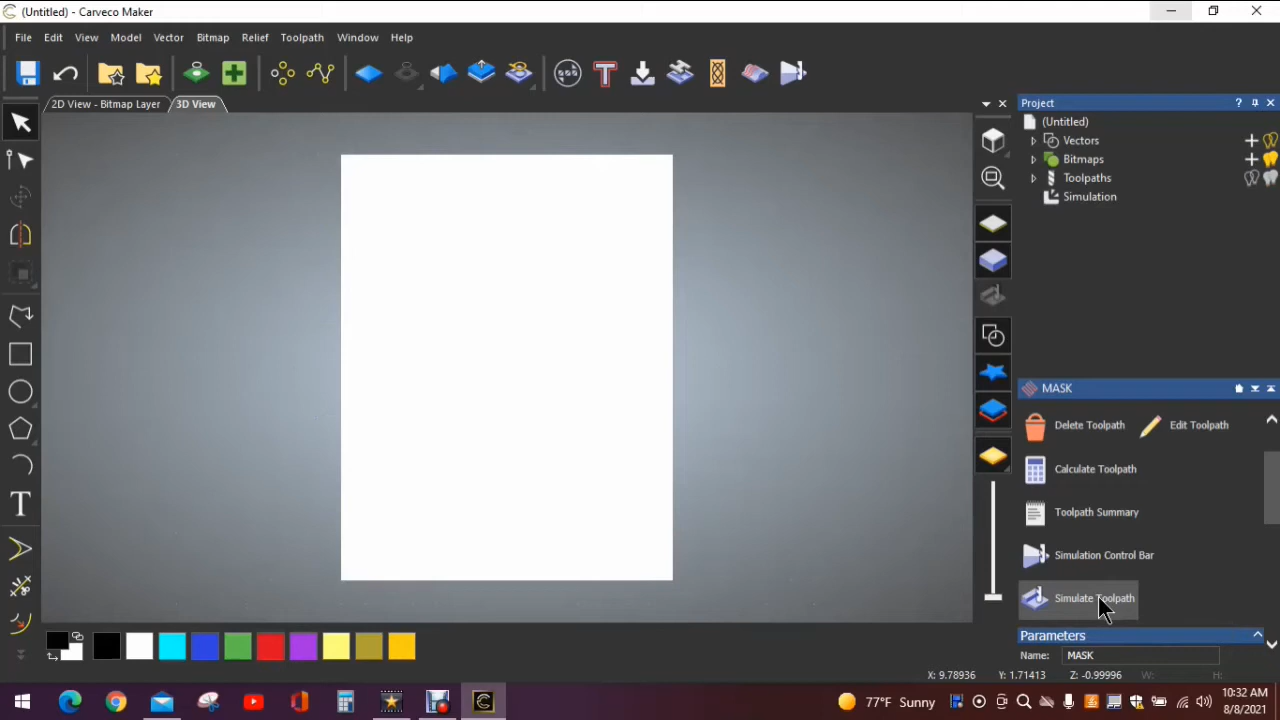 (Untitled) - Carveco Maker
File Edit View Model Vector Bitmap Relief Toolpath Window Help
2D View - Bitmap Layer 3D View
Project
(Untitled)
Vectors
Bitmaps
Toolpaths
Simulation
MASK
Delete Toolpath Edit Toolpath
Calculate Toolpath
Toolpath Summary
Simulation Control Bar
Simulate Toolpath
Parameters
Name: MASK
X: 9.78936 Y: 1.71413 Z: -0.99996 W: H:
77°F Sunny
10:32 AM
8/8/2021